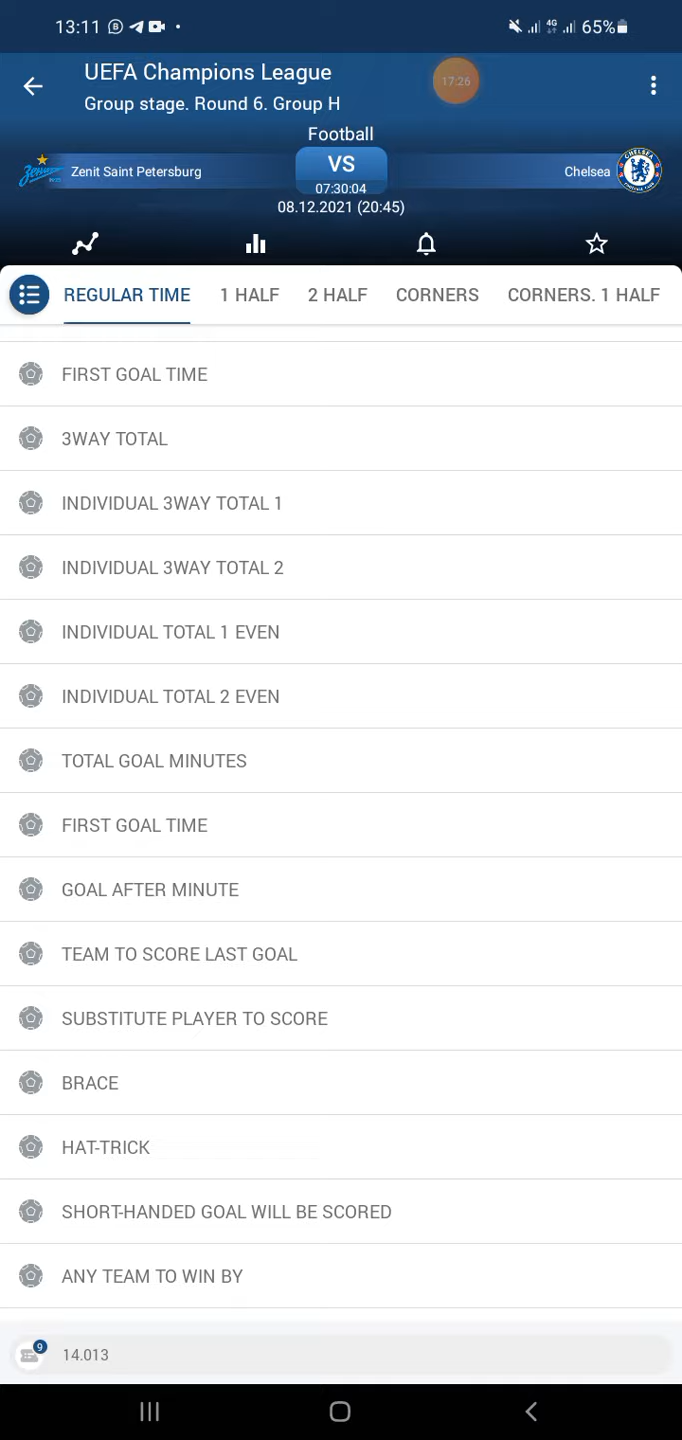 13:11
4G
65%
UEFA Champions League
17:26
Group stage. Round 6. Group H
Football
Zenit Saint Petersburg
VS
Chelsea
07:30:04
08.12.2021 (20:45)
REGULAR TIME
1 HALF
2 HALF
CORNERS
CORNERS. 1 HALF
FIRST GOAL TIME
3WAY TOTAL
INDIVIDUAL 3WAY TOTAL 1
INDIVIDUAL 3WAY TOTAL 2
INDIVIDUAL TOTAL 1 EVEN
INDIVIDUAL TOTAL 2 EVEN
TOTAL GOAL MINUTES
FIRST GOAL TIME
GOAL AFTER MINUTE
TEAM TO SCORE LAST GOAL
SUBSTITUTE PLAYER TO SCORE
BRACE
HAT-TRICK
SHORT-HANDED GOAL WILL BE SCORED
ANY TEAM TO WIN BY
9
14.013